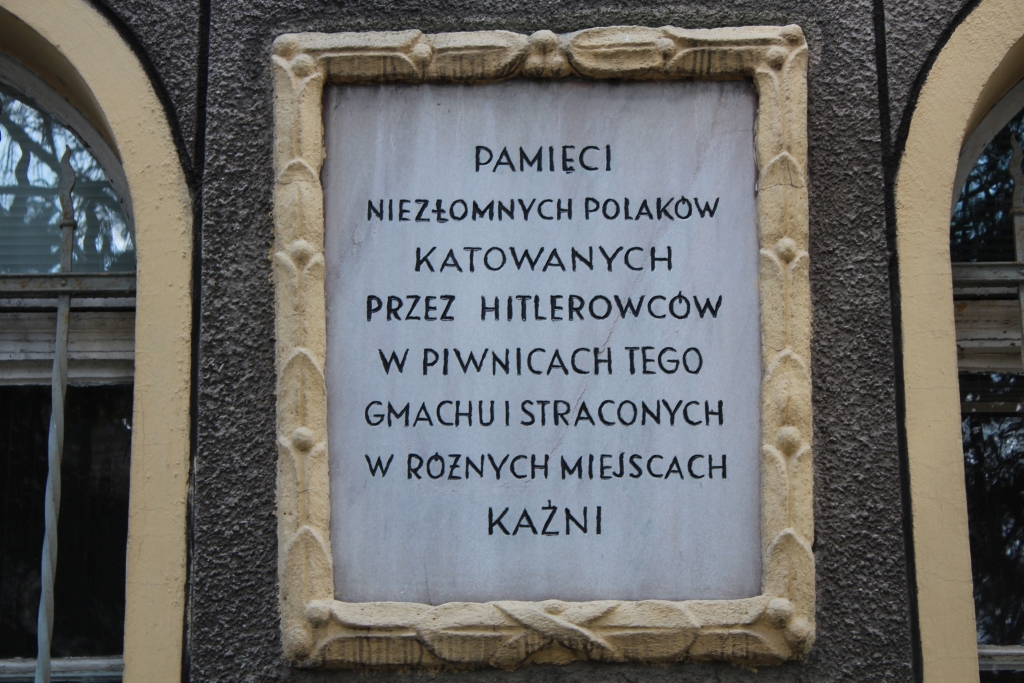 PAMIĘCI
NIEZŁOMNYCH POLAKÓW
KATOWANYCH
PRZEZ HITLEROWCÓW
W PIWNICACH TEGO
GMACHU I STRACONYCH
W RÓŻNYCH MIEJSCACH
KAŹNI